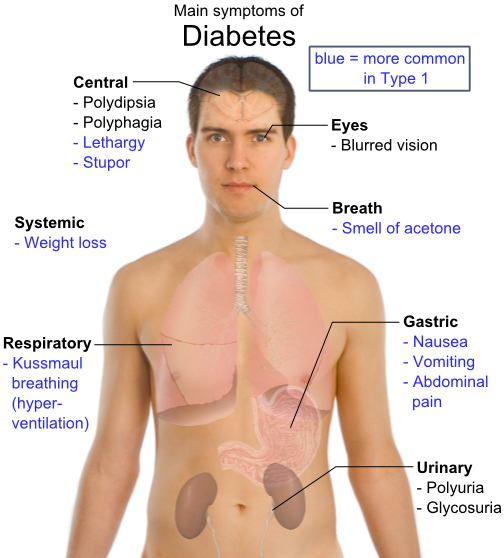 Main symptoms of
Diabetes
blue = more common
in Type 1
Central
- Polydipsia
- Polyphagia
- Lethargy
- Stupor
Eyes
- Blurred vision
Breath
- Smell of acetone
Systemic
- Weight loss
Respiratory
- Kussmaul
breathing
(hyper-
ventilation)
Gastric
- Nausea
- Vomiting
- Abdominal
pain
Urinary
- Polyuria
- Glycosuria